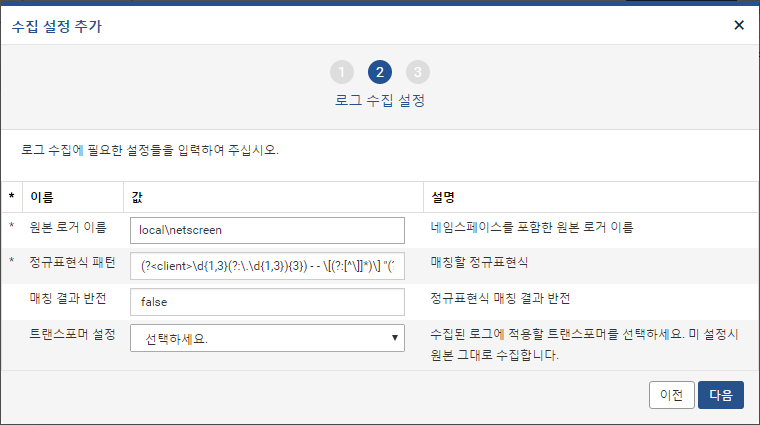 수집 설정 추가 ×
1 2 3
로그 수집 설정
로그 수집에 필요한 설정들을 입력하여 주십시오.
* 이름 값 설명
* 원본 로거 이름 local\netscreen 네임스페이스를 포함한 원본 로거 이름
* 정규표현식 패턴 (?<client>\d{1,3}(?:\.\d{1,3}){3}) - - \[(?:[^\]]*)\] "(? 매칭할 정규표현식
매칭 결과 반전 false 정규표현식 매칭 결과 반전
트랜스포머 설정 선택하세요. 수집된 로그에 적용할 트랜스포머를 선택하세요. 미 설정시
원본 그대로 수집합니다.
이전 다음